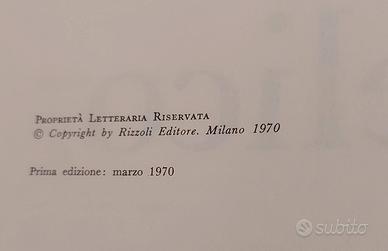 Proprietà Letteraria Riservata
© Copyright by Rizzoli Editore, Milano 1970
Prima edizione: marzo 1970
subito